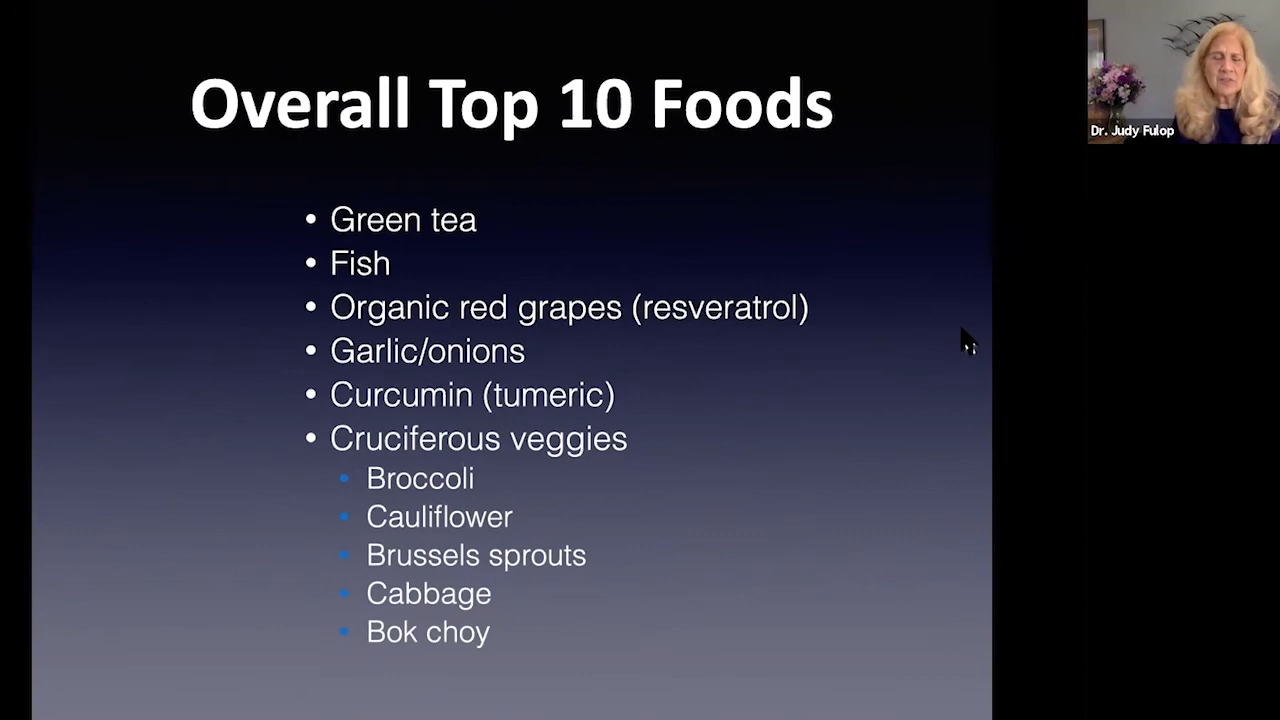 Overall Top 10 Foods
• Green tea
• Fish
• Organic red grapes (resveratrol)
• Garlic/onions
• Curcumin (tumeric)
• Cruciferous veggies
• Broccoli
• Cauliflower
• Brussels sprouts
• Cabbage
• Bok choy
Dr. Judy Fulop